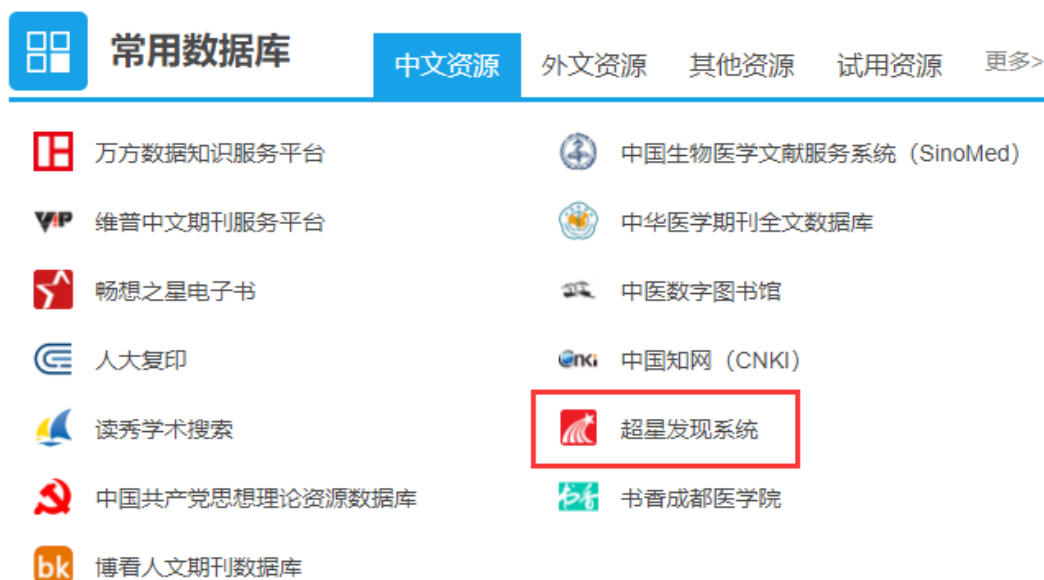 常用数据库
中文资源 外文资源 其他资源 试用资源 更多>
万方数据知识服务平台
中国生物医学文献服务系统（SinoMed）
VIP 维普中文期刊服务平台
中华医学期刊全文数据库
畅想之星电子书
中医数字图书馆
人大复印
cnki 中国知网（CNKI）
读秀学术搜索
超星发现系统
中国共产党思想理论资源数据库
书香 书香成都医学院
bk 博看人文期刊数据库